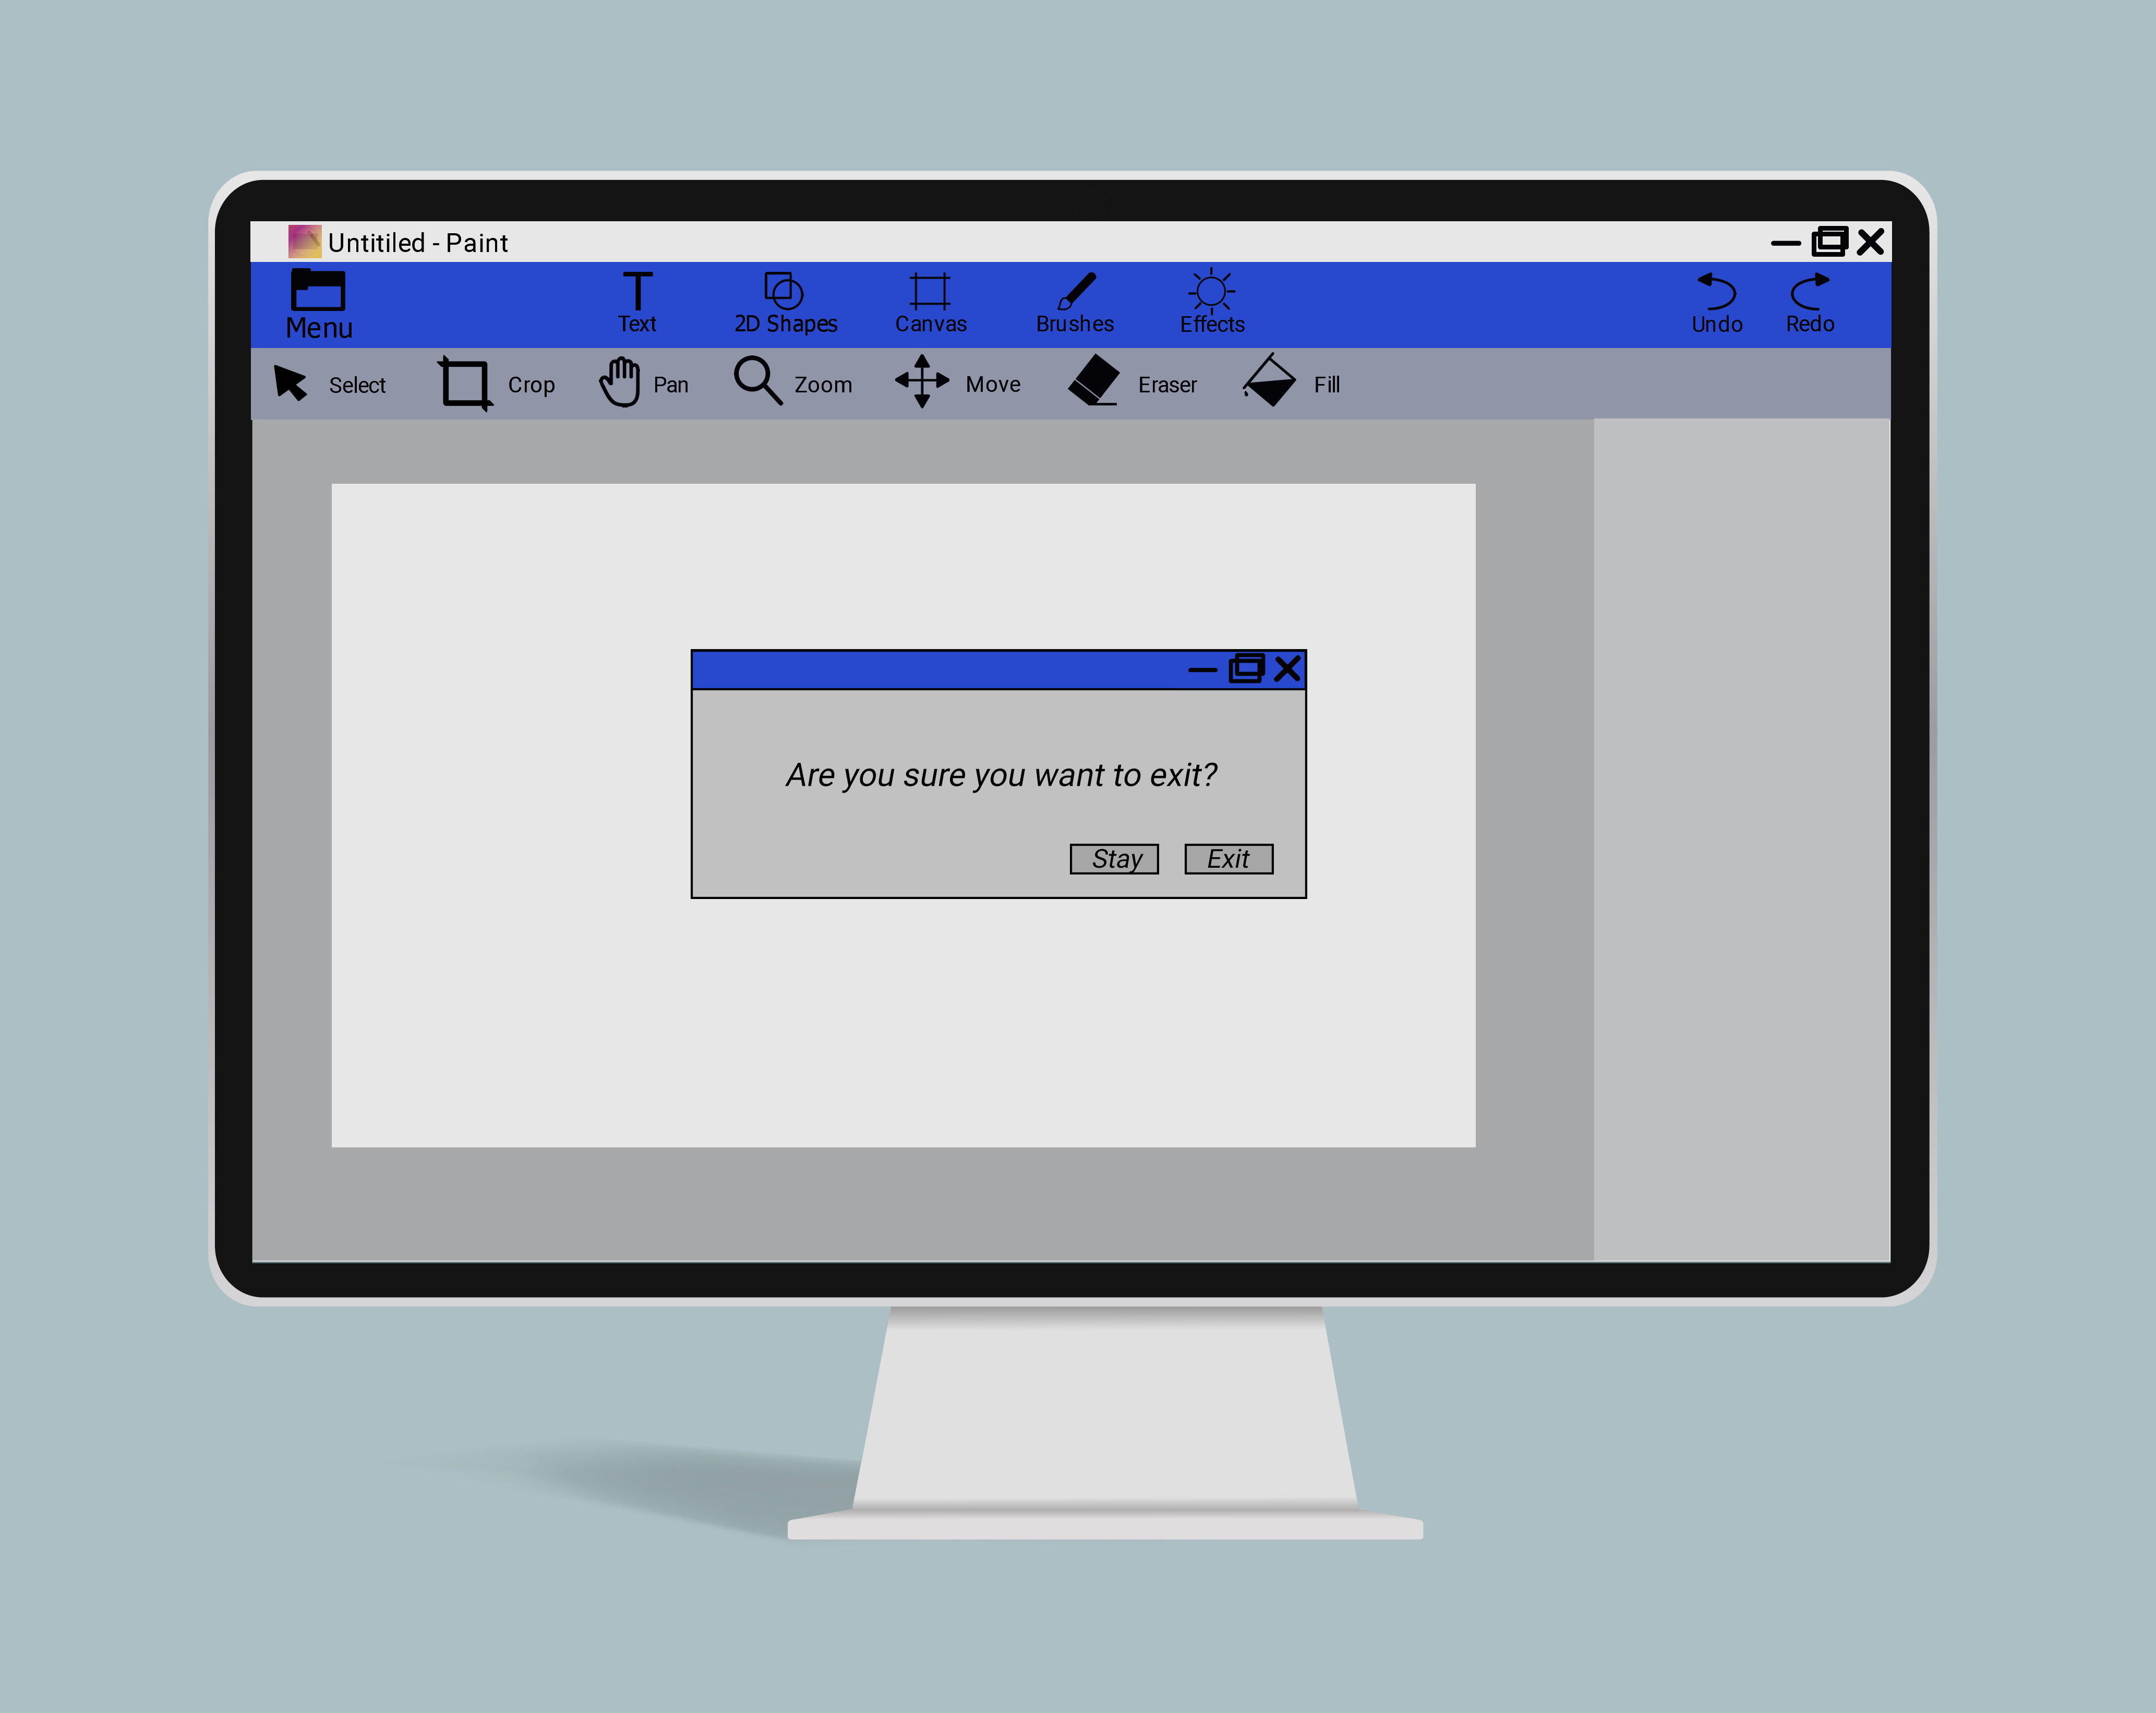 Untitiled - Paint
Menu Text 2D Shapes Canvas Brushes Effects Undo Redo
Select Crop Pan Zoom Move Eraser Fill
Are you sure you want to exit?
Stay Exit